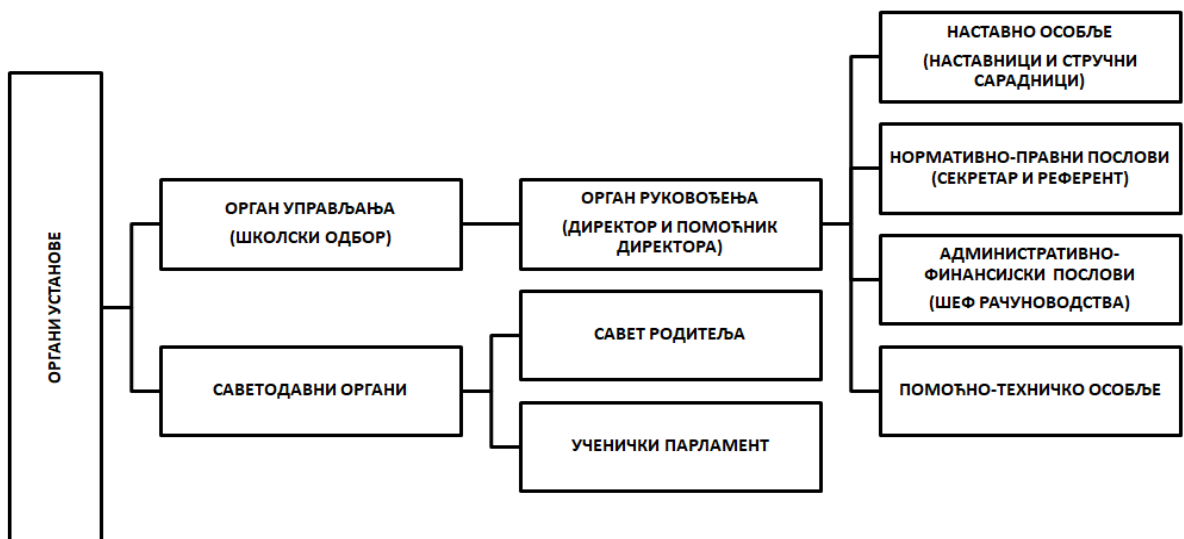 ОРГАНИ УСТАНОВЕ
ОРГАН УПРАВЉАЊА
(ШКОЛСКИ ОДБОР)
САВЕТОДАВНИ ОРГАНИ
ОРГАН РУКОВОЂЕЊА
(ДИРЕКТОР И ПОМОЋНИК
ДИРЕКТОРА)
САВЕТ РОДИТЕЉА
УЧЕНИЧКИ ПАРЛАМЕНТ
НАСТАВНО ОСОБЉЕ
(НАСТАВНИЦИ И СТРУЧНИ
САРАДНИЦИ)
НОРМАТИВНО-ПРАВНИ ПОСЛОВИ
(СЕКРЕТАР И РЕФЕРЕНТ)
АДМИНИСТРАТИВНО-
ФИНАНСИЈСКИ ПОСЛОВИ
(ШЕФ РАЧУНОВОДСТВА)
ПОМОЋНО-ТЕХНИЧКО ОСОБЉЕ